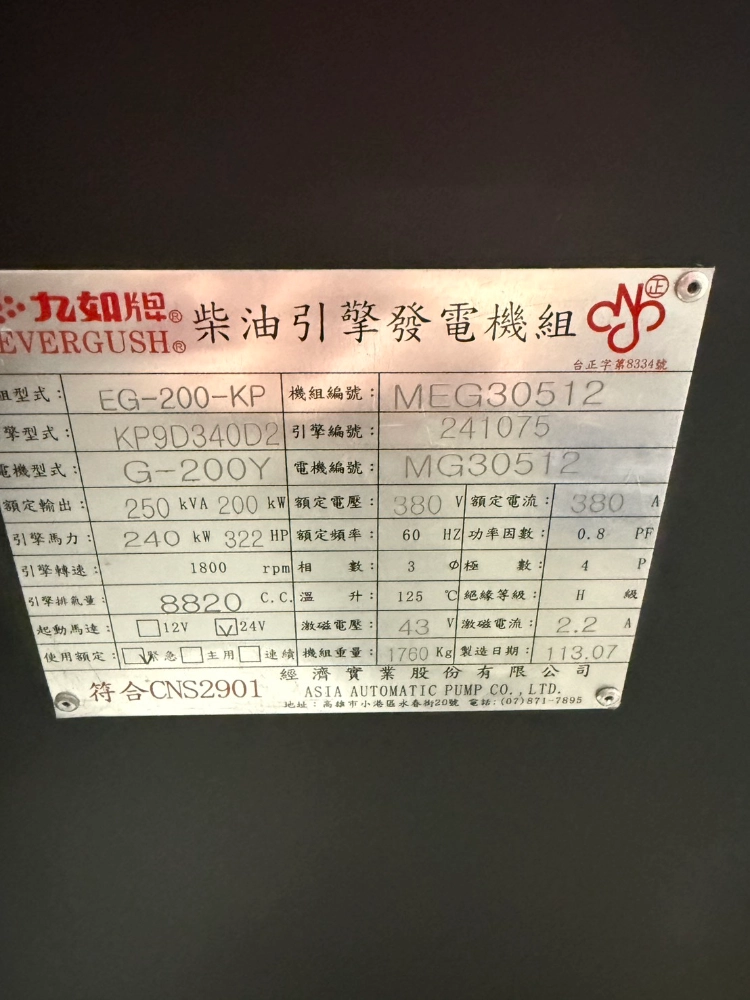 九如牌® 柴油引擎發電機組 正
EVERGUSH®
台正字第8334號
組型式： EG-200-KP 機組編號： MEG30512
擎型式： KP9D340D2 引擎編號： 241075
電機型式： G-200Y 電機編號： MG30512
額定輸出： 250 kVA 200 kW 額定電壓： 380 V 額定電流： 380 A
引擎馬力： 240 kW 322 HP 額定頻率： 60 HZ 功率因數： 0.8 PF
引擎轉速： 1800 rpm 相數： 3 Φ 極數： 4 P
引擎排氣量： 8820 C.C. 溫升： 125 ℃ 絕緣等級： H 級
起動馬達： □12V ☑24V 激磁電壓： 43 V 激磁電流： 2.2 A
使用額定： ☑緊急 □主用 □連續 機組重量： 1760 Kg 製造日期： 113.07
符合CNS2901 經濟實業股份有限公司
ASIA AUTOMATIC PUMP CO., LTD.
地址：高雄市小港區永春街20號 電話：(07)871-7895